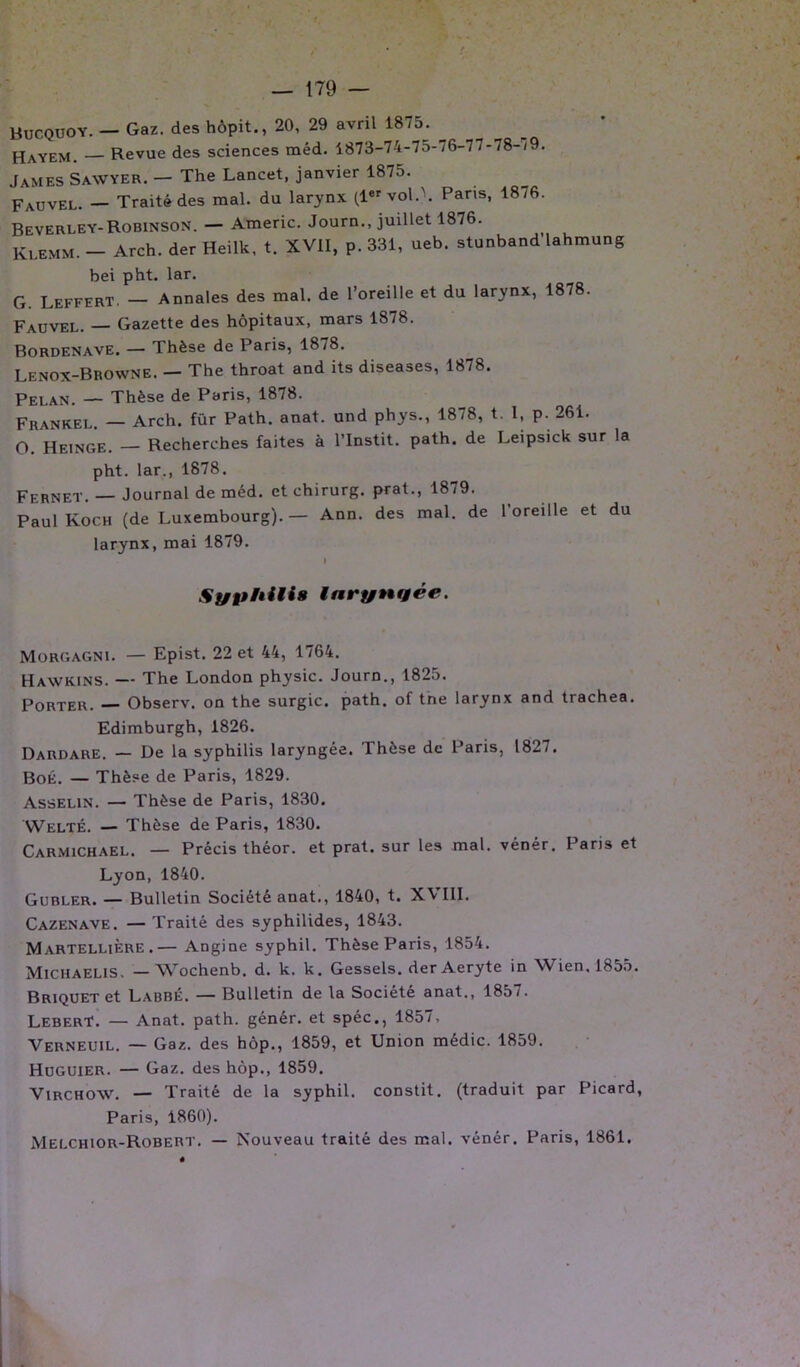 — 179 —
Bucquoy. — Gaz. des hôpit., 20, 29 avril 1875.
Hayem. — Revue des sciences méd. 1873-74-75-76-77-78-79.
James Sawyer. — The Lancet, janvier 1875.
Fauvel. — Traité des mal. du larynx (1er vol.). Paris, 1876.
Beverley-Robinson. — Americ. Journ., juillet 1876.
Klemm. — Arch. der Heilk, t. XVII, p. 331, ueb. stunband'lahmung
bei pht. lar.
G. Leffert. — Annales des mal. de l'oreille et du larynx, 1878.
Fauvel. — Gazette des hôpitaux, mars 1878.
Bordenave. — Thèse de Paris, 1878.
Lenox-Browne. — The throat and its diseases, 1878.
Pelan. — Thèse de Paris, 1878.
Frankel. — Arch. für Path. anat. und phys., 1878, t. I, p. 261.
O. Heinge. — Recherches faites à l'Instit. path. de Leipsick sur la
pht. lar., 1878.
Fernet. — Journal de méd. et chirurg. prat., 1879.
Paul Koch (de Luxembourg). — Ann. des mal. de l'oreille et du
larynx, mai 1879.
Syphilis laryngée.
Morgagni. — Epist. 22 et 44, 1764.
Hawkins. — The London physic. Journ., 1825.
Porter. — Observ. on the surgic. path. of the larynx and trachea.
Edimburgh, 1826.
Dardare. — De la syphilis laryngée. Thèse de Paris, 1827.
Boé. — Thèse de Paris, 1829.
Asselin. — Thèse de Paris, 1830.
Welté. — Thèse de Paris, 1830.
Carmichael. — Précis théor. et prat. sur les mal. vénér. Paris et
Lyon, 1840.
Gubler. — Bulletin Société anat., 1840, t. XVIII.
Cazenave. — Traité des syphilides, 1843.
Martellière. — Angine syphil. Thèse Paris, 1854.
Michaelis. — Wochenb. d. k. k. Gessels. der Aeryte in Wien, 1855.
Briquet et Labbé. — Bulletin de la Société anat., 1857.
Lebert. — Anat. path. génér. et spéc., 1857.
Verneuil. — Gaz. des hôp., 1859, et Union médic. 1859.
Huguier. — Gaz. des hôp., 1859.
Virchow. — Traité de la syphil. constit. (traduit par Picard,
Paris, 1860).
Melchior-Robert. — Nouveau traité des mal. vénér. Paris, 1861.